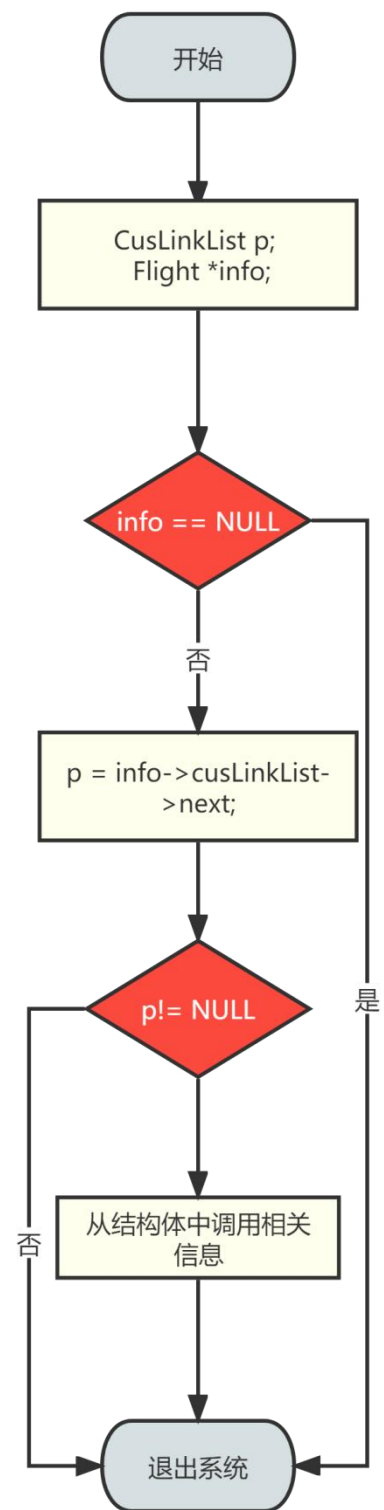 开始
CusLinkList p;
Flight *info;
info == NULL
否
p = info->cusLinkList-
>next;
p!= NULL
是
从结构体中调用相关
信息
否
退出系统